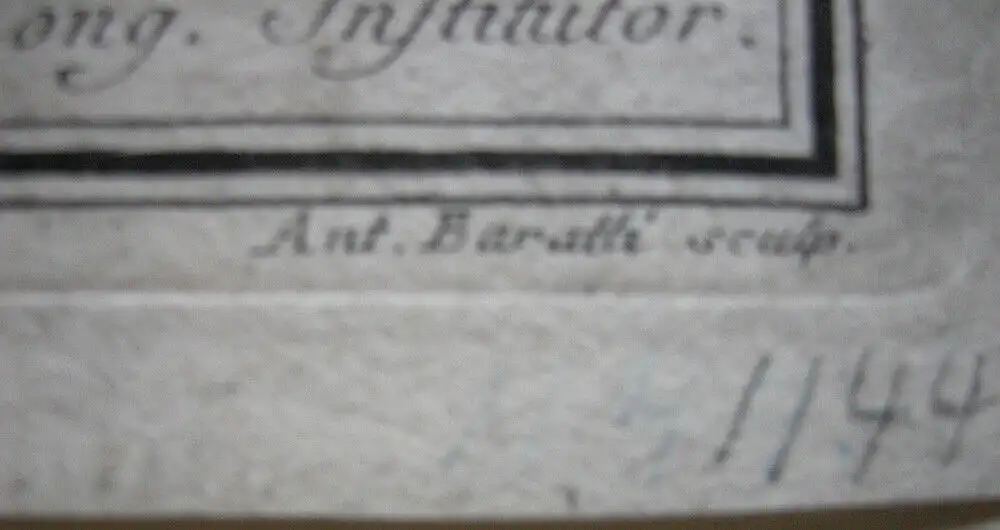 ong. Institutor.
Ant. Baratti sculp.
1144